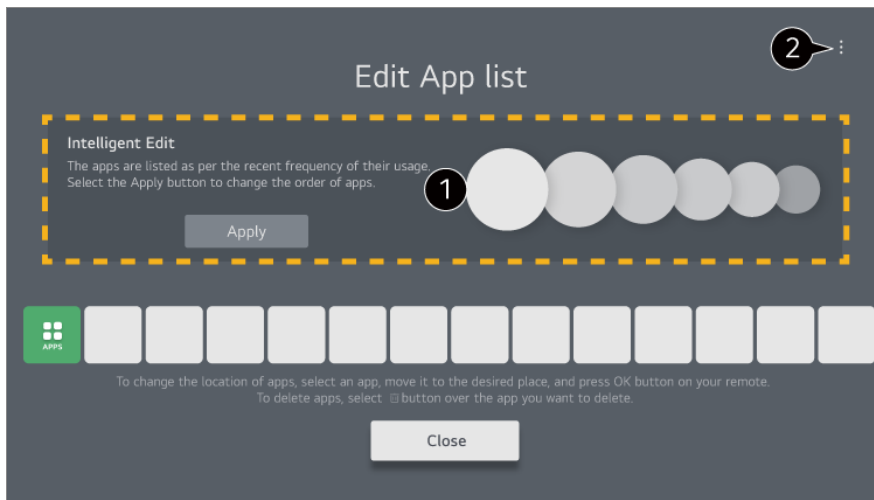 2
Edit App list
Intelligent Edit
The apps are listed as per the recent frequency of their usage.
Select the Apply button to change the order of apps.
1
Apply
APPS
To change the location of apps, select an app, move it to the desired place, and press OK button on your remote.
To delete apps, select button over the app you want to delete.
Close